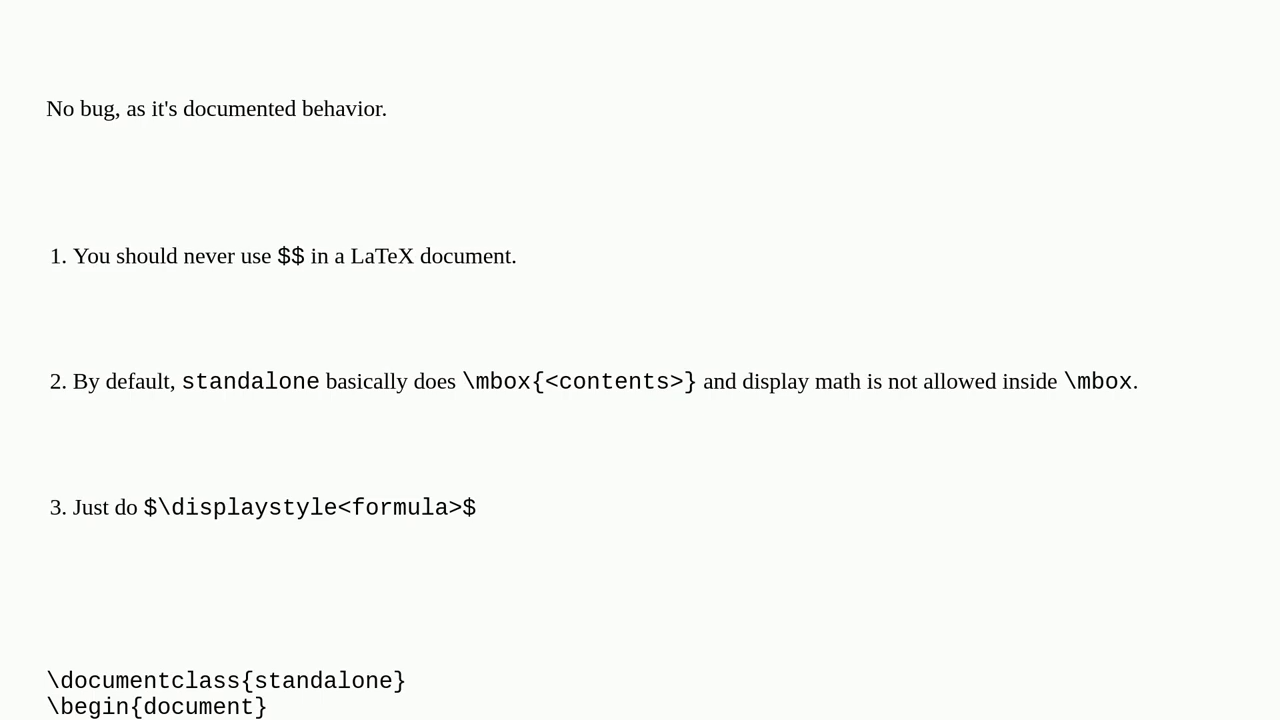 No bug, as it's documented behavior.
1. You should never use $$ in a LaTeX document.
2. By default, standalone basically does \mbox{<contents>} and display math is not allowed inside \mbox.
3. Just do $\displaystyle<formula>$
\documentclass{standalone}
\begin{document}